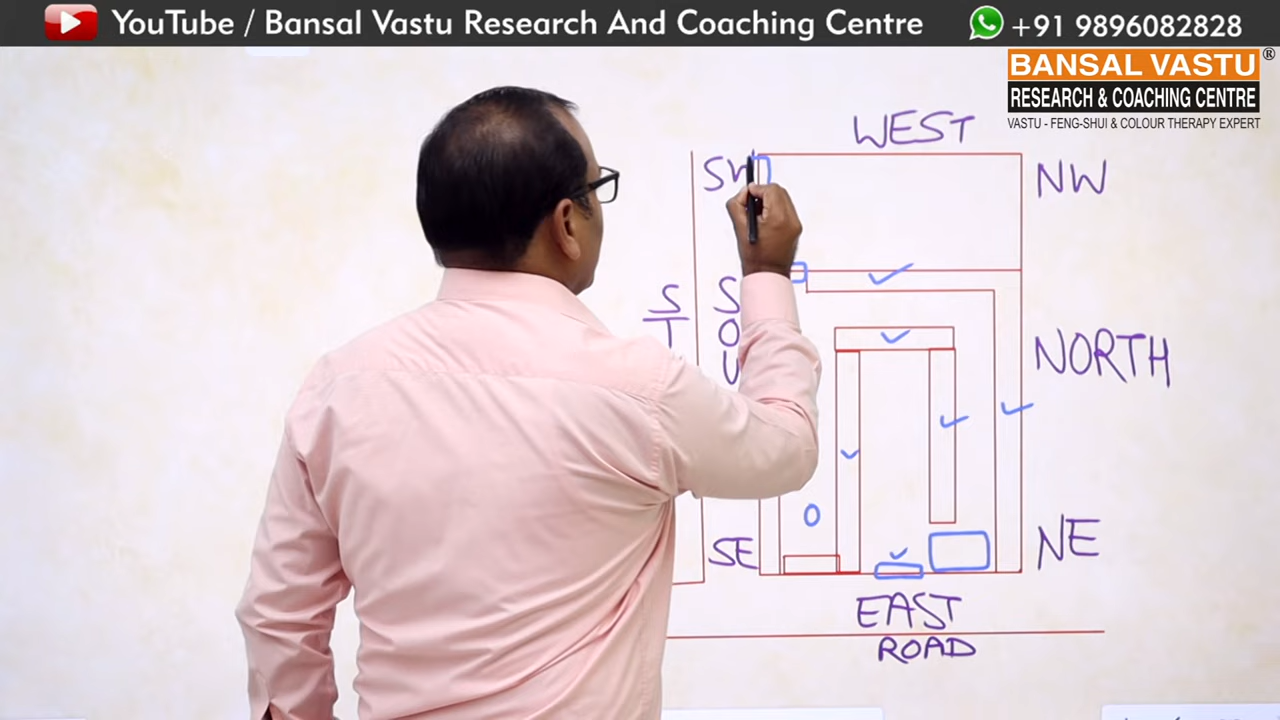 YouTube / Bansal Vastu Research And Coaching Centre
+91 9896082828
BANSAL VASTU ®
RESEARCH & COACHING CENTRE
VASTU - FENG-SHUI & COLOUR THERAPY EXPERT
WEST
SW
NW
S
T
S
O
U
NORTH
SE
NE
EAST
ROAD